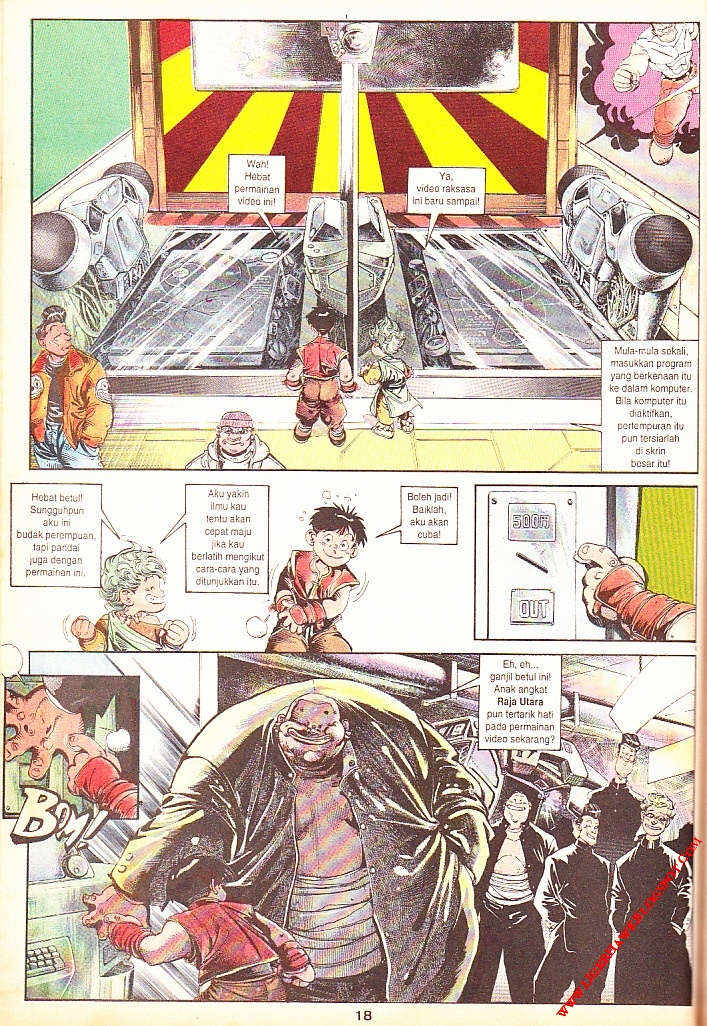 Wah!
Hebat
permainan
video ini!
Ya,
video raksasa
ini baru sampai!
Mula-mula sekali,
masukkan program
yang berkenaan itu
ke dalam komputer.
Bila komputer itu
diaktifkan,
pertempuran itu
pun tersiarlah
di skrin
besar itu!
Hebat betul!
Sungguhpun
aku ini
budak perempuan,
tapi pandai
juga dengan
permainan ini.
Aku yakin
ilmu kau
tentu akan
cepat maju
jika kau
berlatih mengikut
cara-cara yang
ditunjukkan itu.
Boleh jadi!
Baiklah,
aku akan
cuba!
OUT
BOM!
Eh, eh...
ganjil betul ini!
Anak angkat
Raja Utara
pun tertarik hati
pada permainan
video sekarang?
18